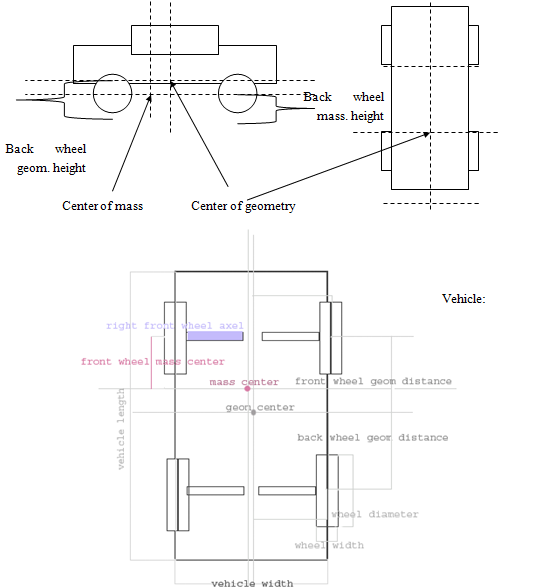 Back wheel
mass. height
Back wheel
geom. height
Center of mass
Center of geometry
Vehicle:
right front wheel axel
front wheel mass center
mass center
front wheel geom distance
geom center
vehicle length
back wheel geom distance
wheel diameter
wheel width
vehicle width